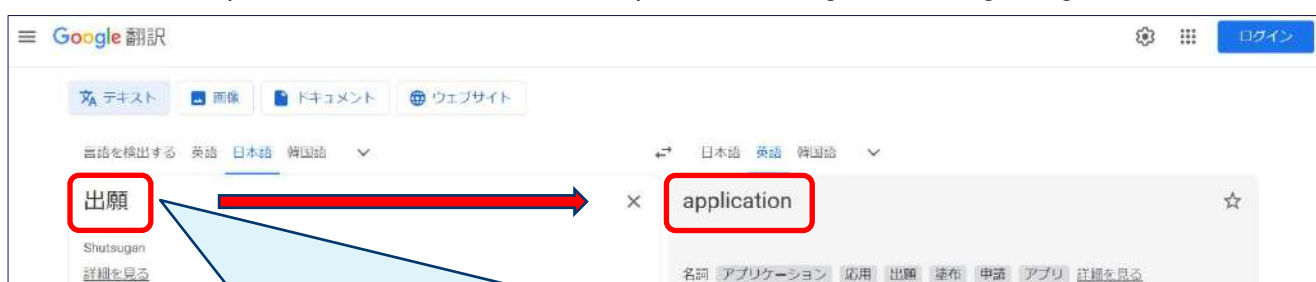 Google 翻訳
ログイン
テキスト 画像 ドキュメント ウェブサイト
言語を検出する 英語 日本語 韓国語
日本語 英語 韓国語
出願
application
Shutsugan
詳細を見る
名詞 アプリケーション 応用 出願 塗布 申請 アプリ 詳細を見る